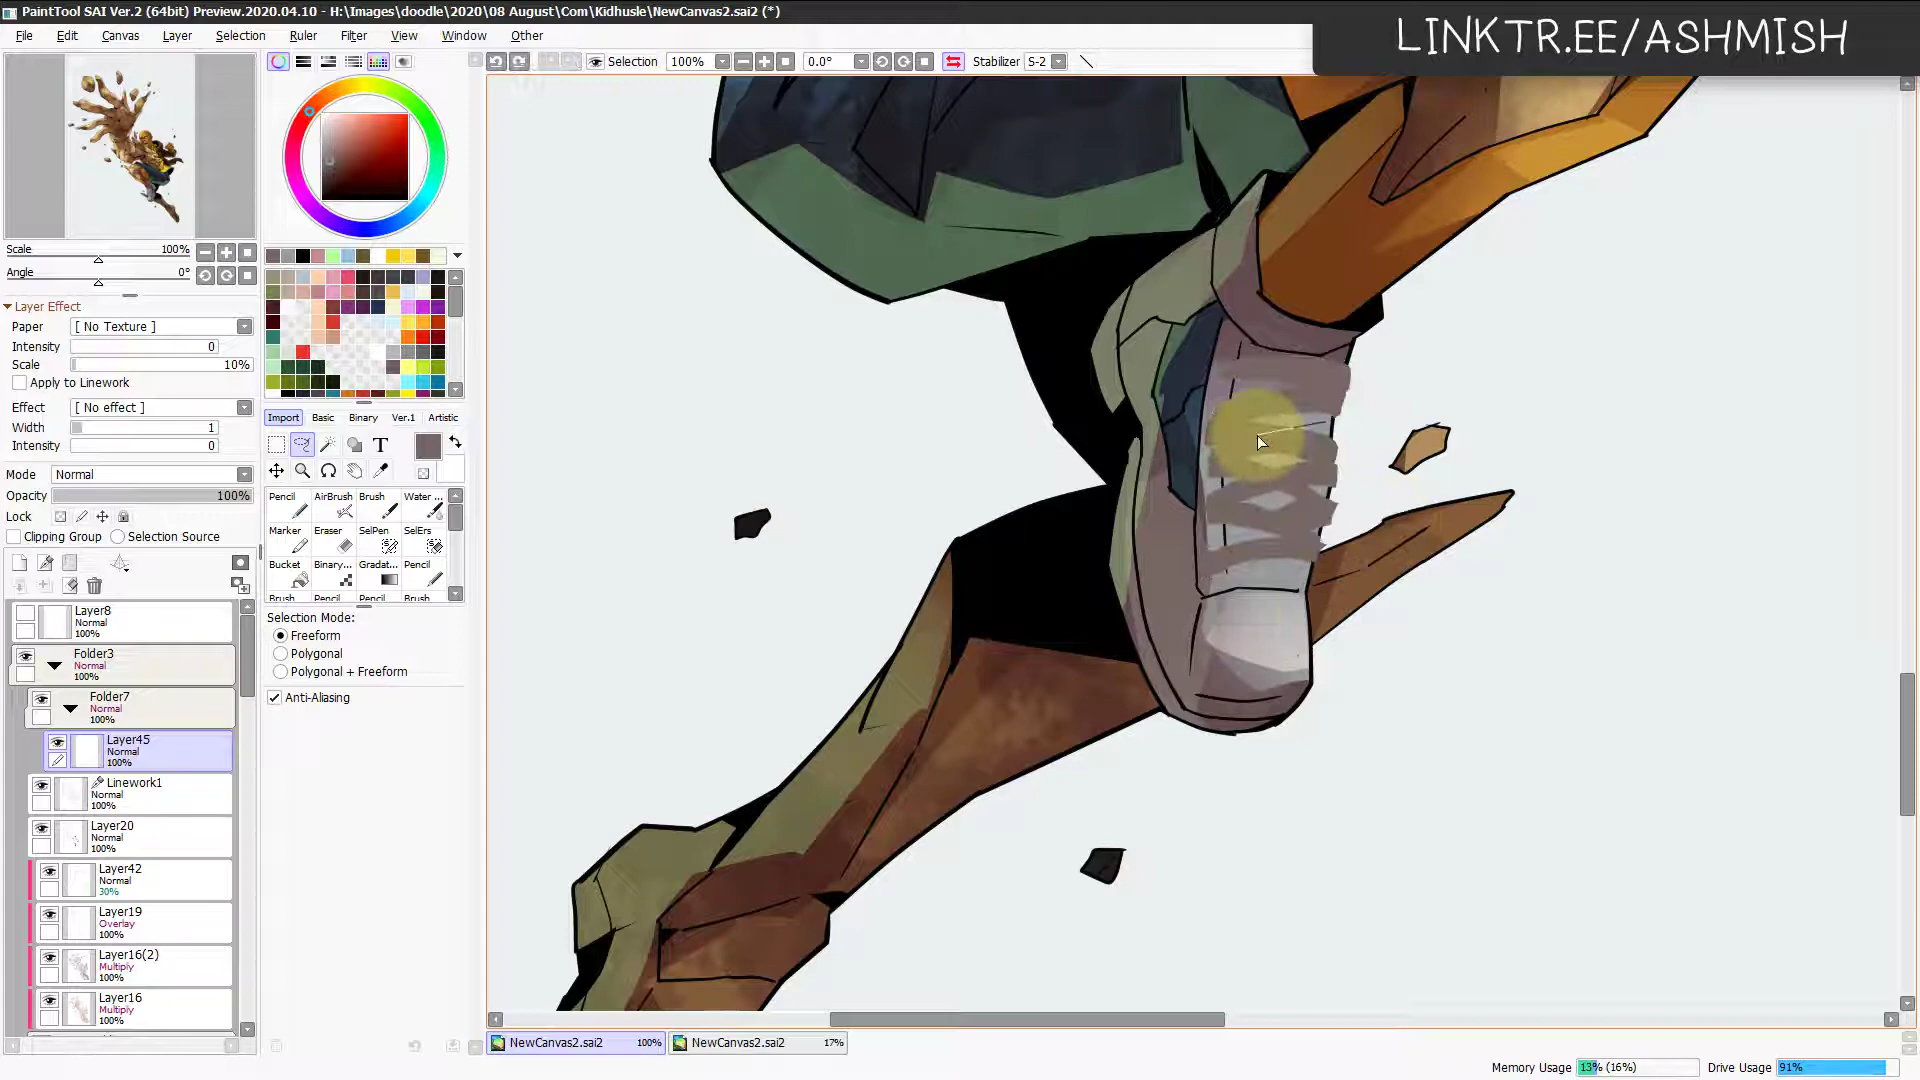 PaintTool SAI Ver.2 (64bit) Preview.2020.04.10 - H:\Images\doodle\2020\08 August\Com\Kidhusle\NewCanvas2.sai2 (*)
LINKTR.EE/ASHMISH
File Edit Canvas Layer Selection Ruler Filter View Window Other
Selection 100% 0.0° Stabilizer S-2
Scale 100%
Angle 0°
Layer Effect
Paper [ No Texture ]
Intensity 0
Scale 10%
Apply to Linework
Effect [ No effect ]
Width 1
Intensity 0
Mode Normal
Opacity 100%
Lock
Clipping Group Selection Source
Import Basic Binary Ver.1 Artistic
T
Pencil AirBrush Brush Water ...
Marker Eraser SelPen SelErs
Bucket Binary... Gradat... Pencil
Brush Pencil Pencil Brush
Selection Mode:
Freeform
Polygonal
Polygonal + Freeform
Anti-Aliasing
Layer8
Normal
100%
Folder3
Normal
100%
Folder7
Normal
100%
Layer45
Normal
100%
Linework1
Normal
100%
Layer20
Normal
100%
Layer42
Normal
30%
Layer19
Overlay
100%
Layer16(2)
Multiply
100%
Layer16
Multiply
100%
NewCanvas2.sai2 100% NewCanvas2.sai2 17%
Memory Usage 13% (16%) Drive Usage 91%